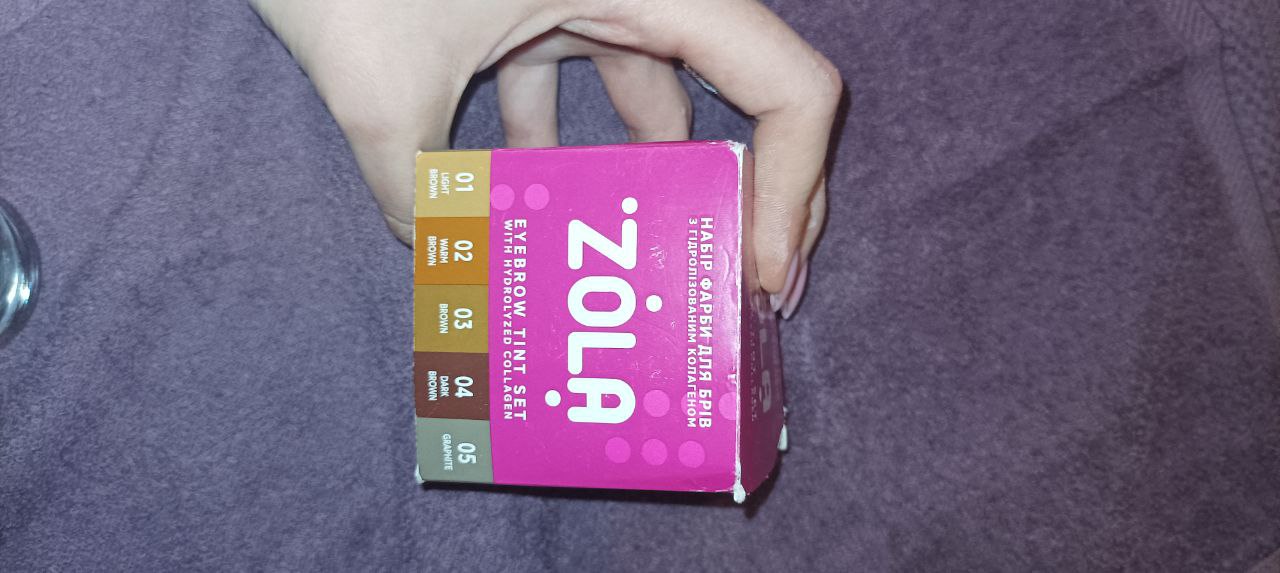 НАБІР ФАРБИ ДЛЯ БРІВ
З ГІДРОЛІЗОВАНИМ КОЛАГЕНОМ
ZOLA
EYEBROW TINT SET
WITH HYDROLYZED COLLAGEN
01
LIGHT
BROWN
02
WARM
BROWN
03
BROWN
04
DARK
BROWN
05
GRAPHITE